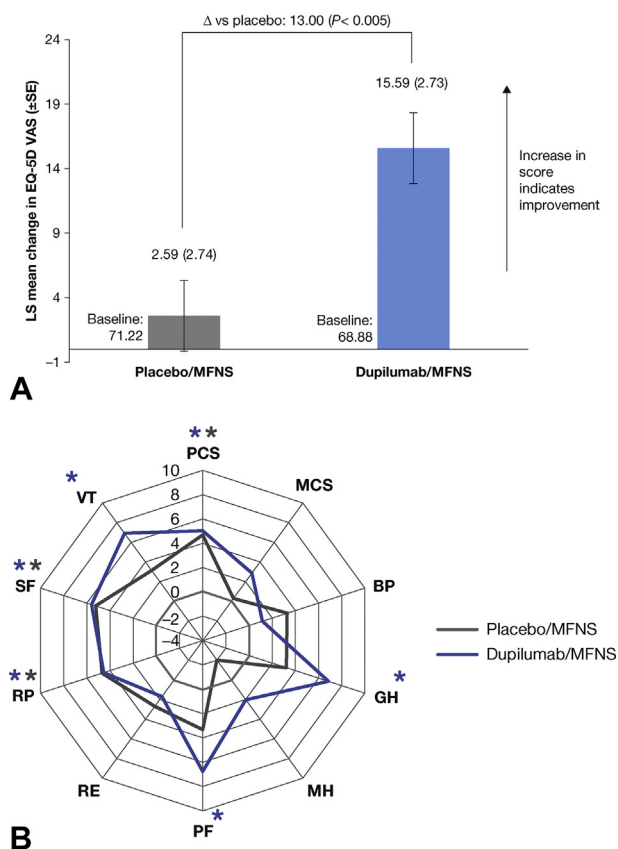 Δ vs placebo: 13.00 (P< 0.005)
LS mean change in EQ-5D VAS (±SE)
24
19
14
9
4
−1
2.59 (2.74)
15.59 (2.73)
Increase in
score
indicates
improvement
Baseline:
71.22
Baseline:
68.88
Placebo/MFNS
Dupilumab/MFNS
A
* *
PCS
MCS
BP
*
GH
MH
PF *
RE
* *
RP
* *
SF
*
VT
10
8
6
4
2
0
−2
−4
Placebo/MFNS
Dupilumab/MFNS
B